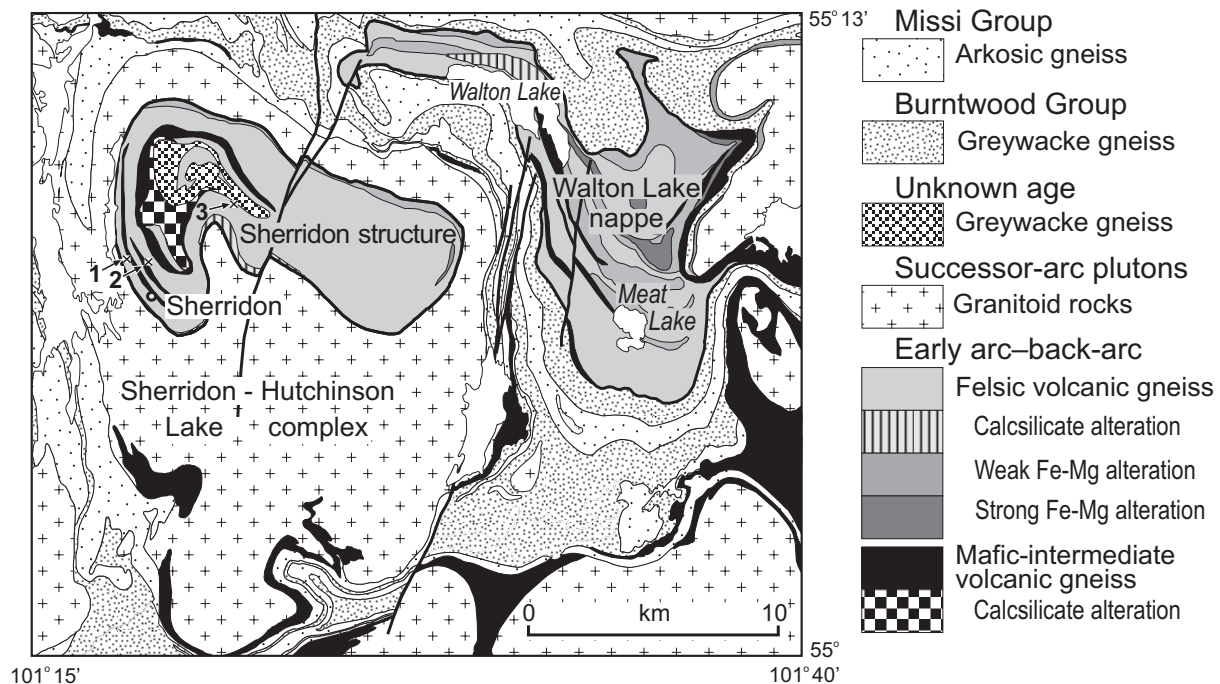 55°13'
Walton Lake
Walton Lake
nappe
3
Sherridon structure
1
2
Sherridon
Meat
Lake
Sherridon - Hutchinson
Lake complex
0 km 10
55°
101°15'
101°40'
Missi Group
Arkosic gneiss
Burntwood Group
Greywacke gneiss
Unknown age
Greywacke gneiss
Successor-arc plutons
Granitoid rocks
Early arc–back-arc
Felsic volcanic gneiss
Calcsilicate alteration
Weak Fe-Mg alteration
Strong Fe-Mg alteration
Mafic-intermediate
volcanic gneiss
Calcsilicate alteration